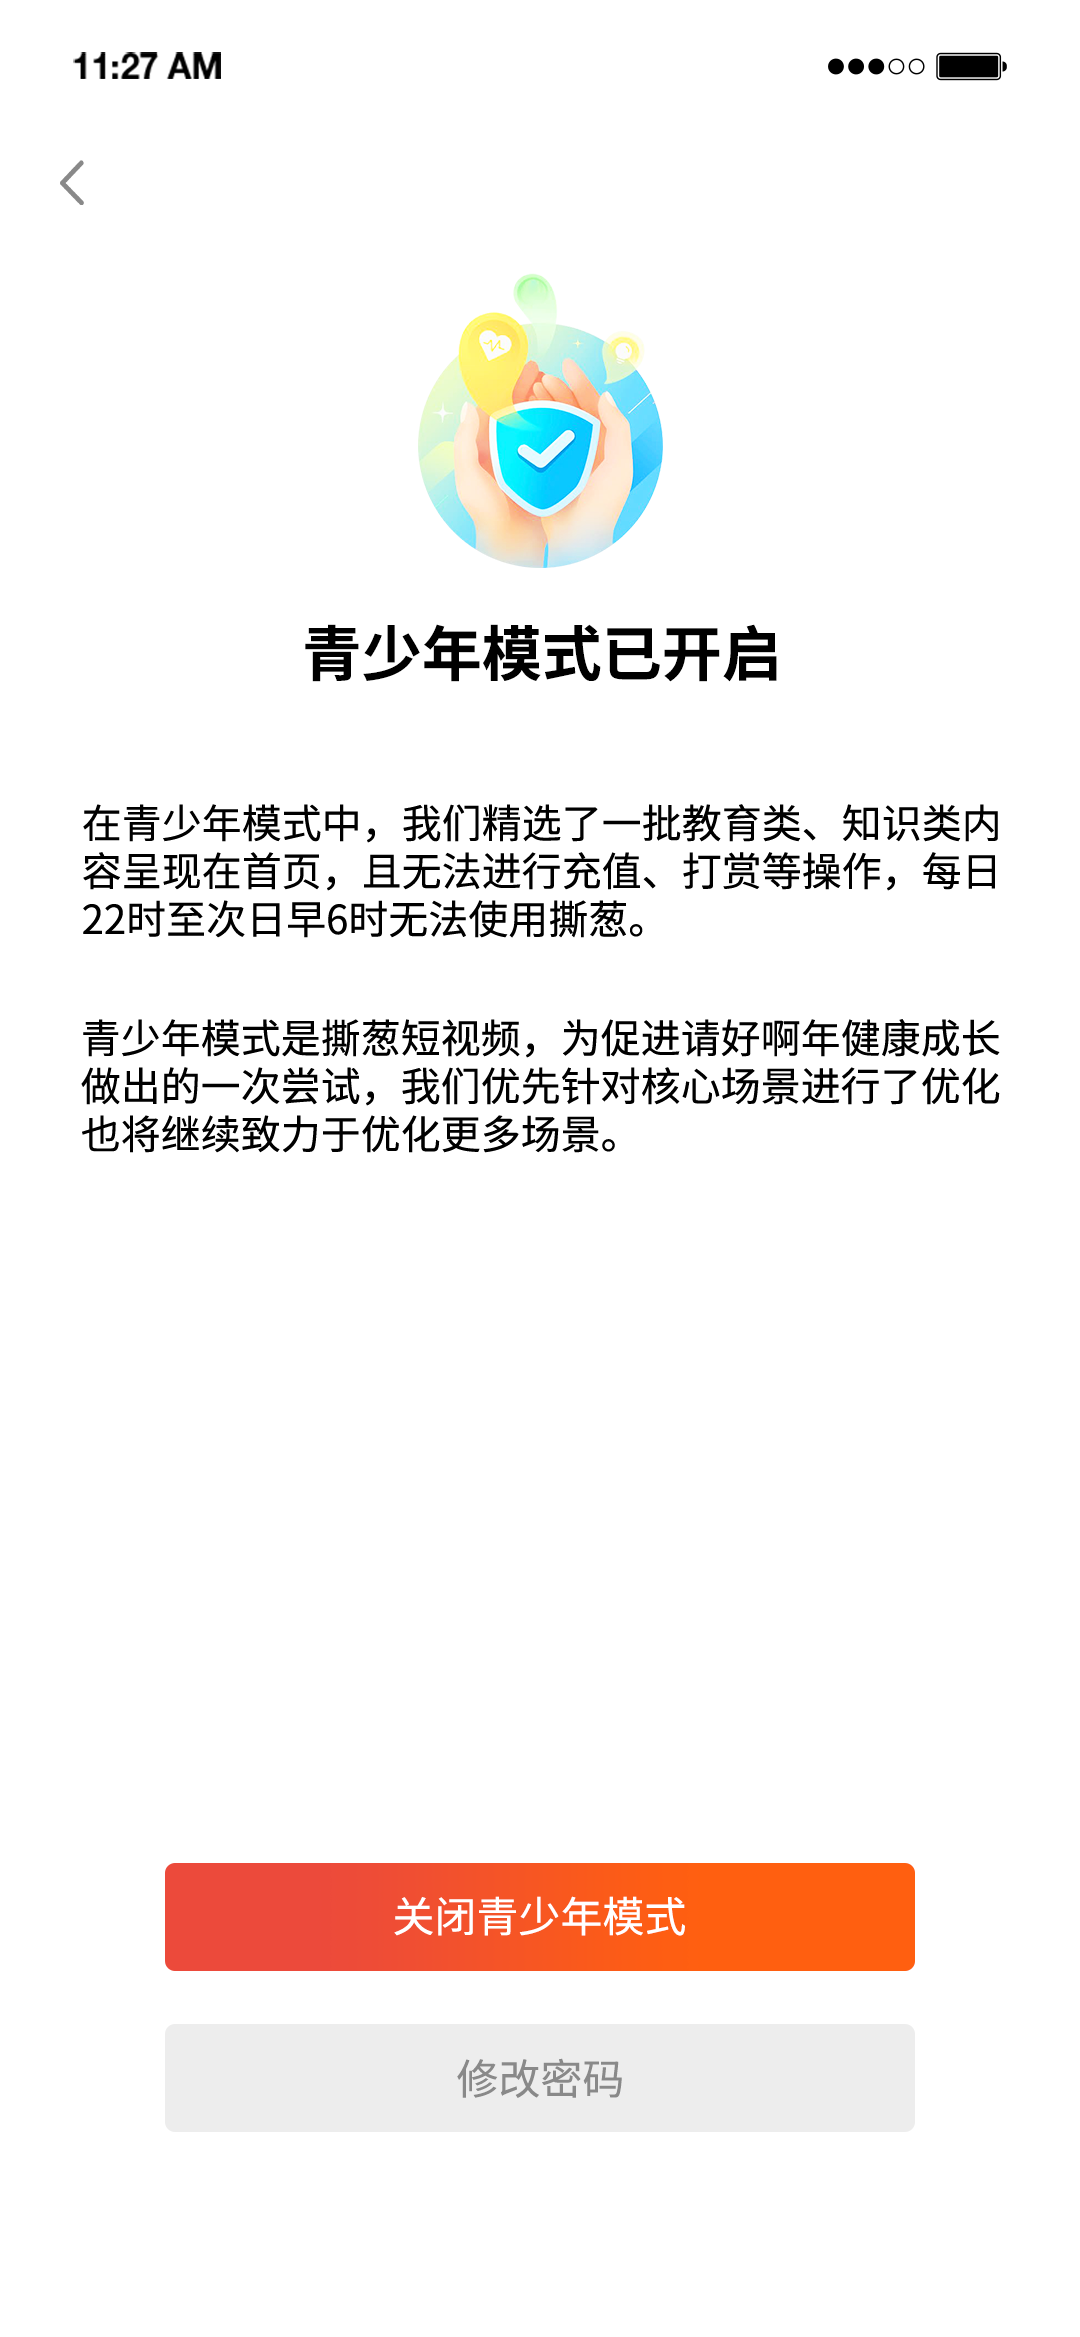 11:27 AM
青少年模式已开启
在青少年模式中，我们精选了一批教育类、知识类内
容呈现在首页，且无法进行充值、打赏等操作，每日
22时至次日早6时无法使用撕葱。
青少年模式是撕葱短视频，为促进请好啊年健康成长
做出的一次尝试，我们优先针对核心场景进行了优化
也将继续致力于优化更多场景。
关闭青少年模式
修改密码